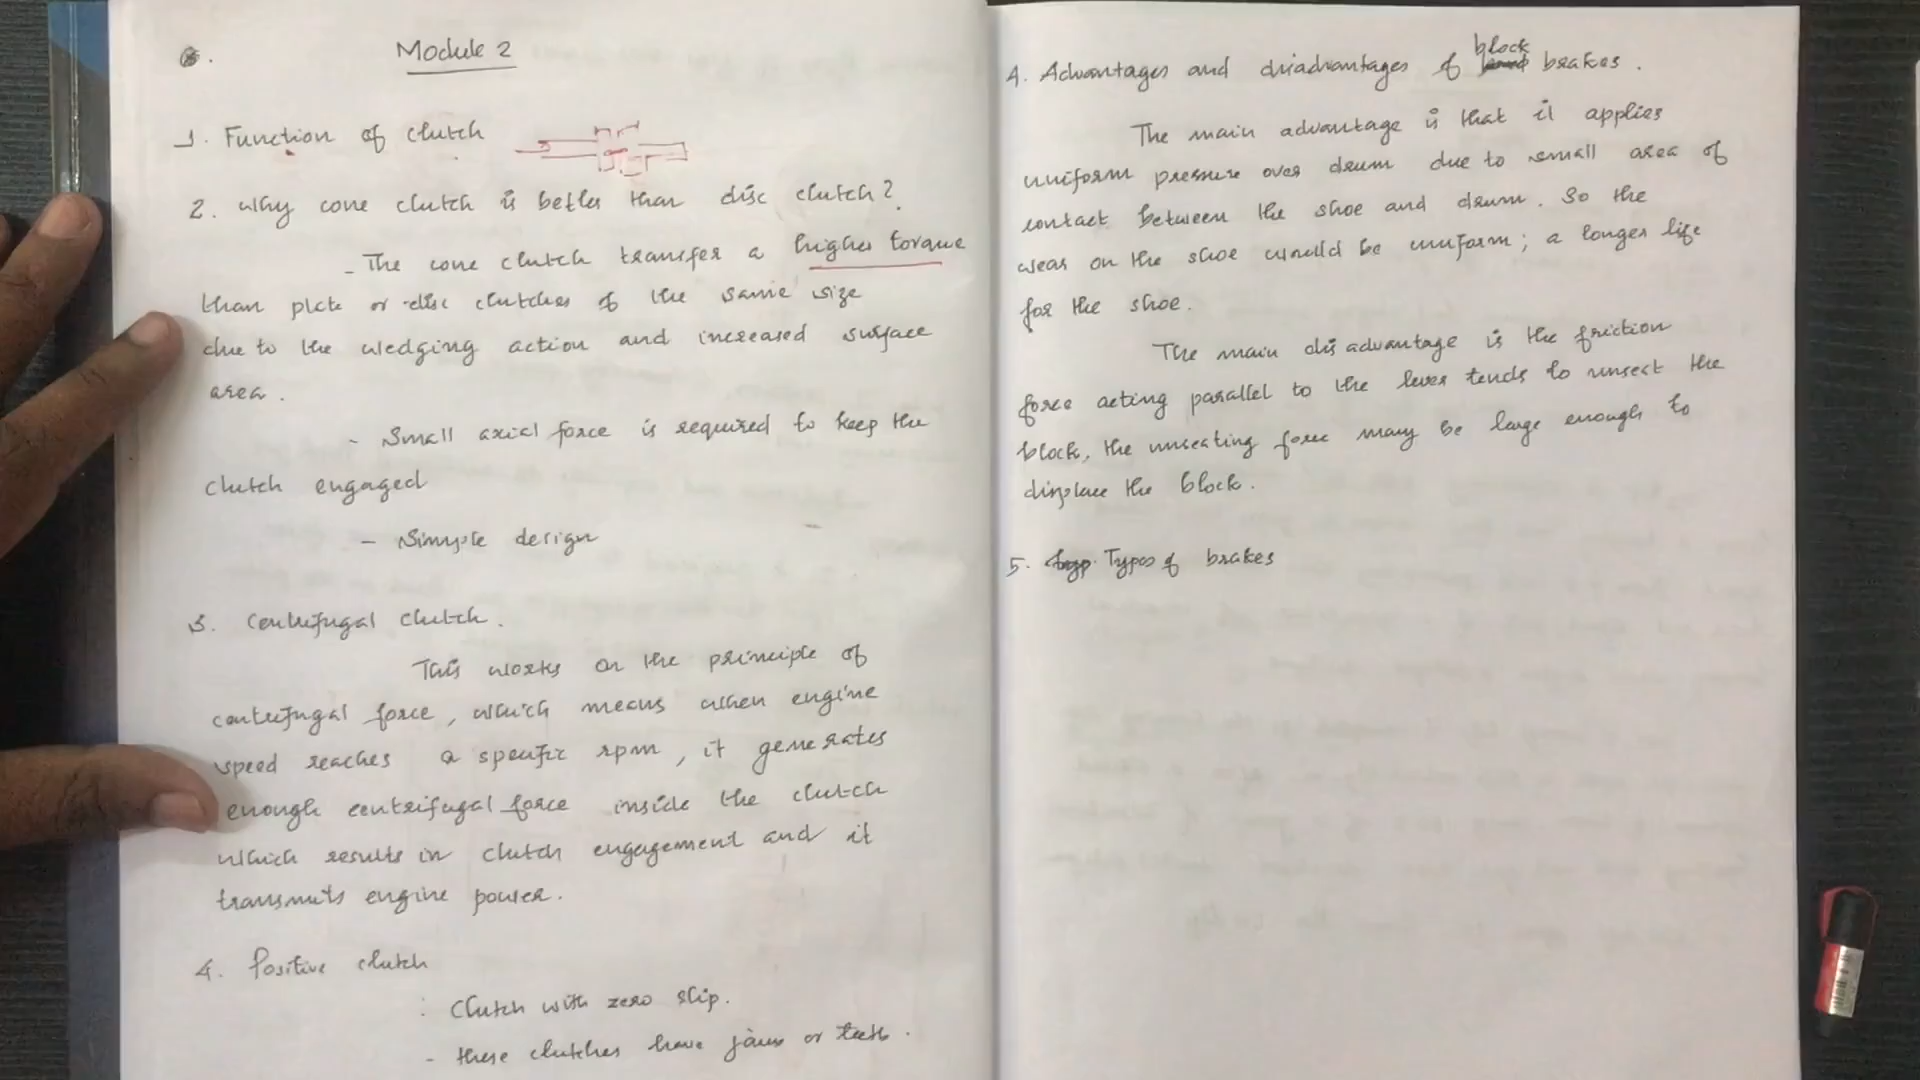 Module 2
1. Function of clutch
2. Why cone clutch is better than disc clutch?
- The cone clutch transfer a higher torque
than plate or disc clutches of the same size
due to the wedging action and increased surface
area.
- Small axial force is required to keep the
clutch engaged
- Simple design
3. Centrifugal clutch.
This works on the principle of
centrifugal force, which means when engine
speed reaches a specific rpm, it generates
enough centrifugal force inside the clutch
which results in clutch engagement and it
transmits engine power.
4. Positive clutch
: Clutch with zero slip.
- these clutches have jaws or teeth.
4. Advantages and disadvantages of block brakes.
The main advantage is that it applies
uniform pressure over drum due to small area of
contact between the shoe and drum. So the
wear on the shoe would be uniform; a longer life
for the shoe.
The main disadvantage is the friction
force acting parallel to the lever tends to unseat the
block, the unseating force may be large enough to
displace the block.
5. Types of brakes